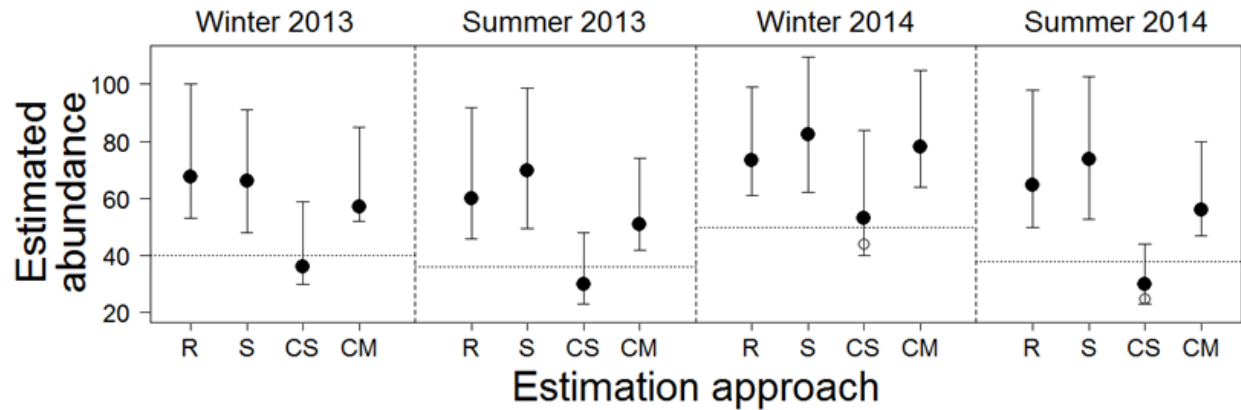 Winter 2013 Summer 2013 Winter 2014 Summer 2014
Estimated
abundance
100
80
60
40
20
R S CS CM R S CS CM R S CS CM R S CS CM
Estimation approach